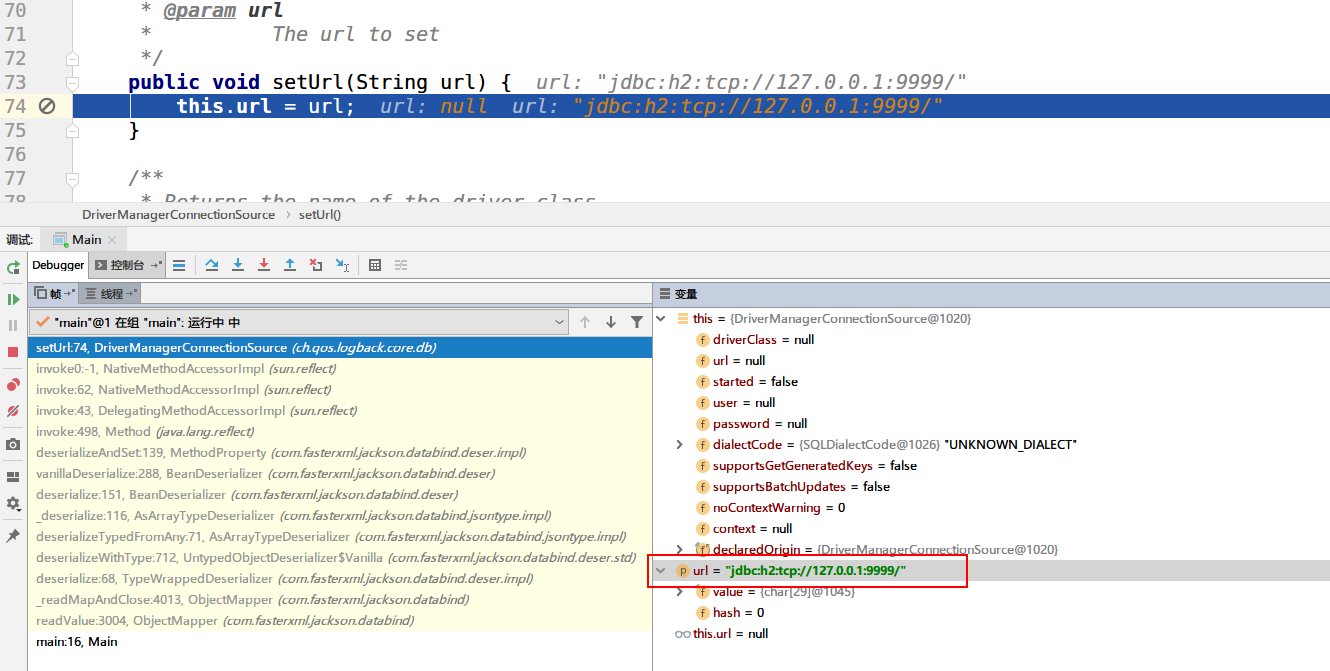 70 * @param url
71 * The url to set
72 */
73 public void setUrl(String url) { url: "jdbc:h2:tcp://127.0.0.1:9999/"
74 this.url = url; url: null url: "jdbc:h2:tcp://127.0.0.1:9999/"
75 }
76
77 /**
78 * Returns the name of the driver class
DriverManagerConnectionSource › setUrl()
调试: Main ×
Debugger 控制台
帧 线程
"main"@1 在组 "main": 运行中 中
setUrl:74, DriverManagerConnectionSource (ch.qos.logback.core.db)
invoke0:-1, NativeMethodAccessorImpl (sun.reflect)
invoke:62, NativeMethodAccessorImpl (sun.reflect)
invoke:43, DelegatingMethodAccessorImpl (sun.reflect)
invoke:498, Method (java.lang.reflect)
deserializeAndSet:139, MethodProperty (com.fasterxml.jackson.databind.deser.impl)
vanillaDeserialize:288, BeanDeserializer (com.fasterxml.jackson.databind.deser)
deserialize:151, BeanDeserializer (com.fasterxml.jackson.databind.deser)
_deserialize:116, AsArrayTypeDeserializer (com.fasterxml.jackson.databind.jsontype.impl)
deserializeTypedFromAny:71, AsArrayTypeDeserializer (com.fasterxml.jackson.databind.jsontype.impl)
deserializeWithType:712, UntypedObjectDeserializer$Vanilla (com.fasterxml.jackson.databind.deser.std)
deserialize:68, TypeWrappedDeserializer (com.fasterxml.jackson.databind.deser.impl)
_readMapAndClose:4013, ObjectMapper (com.fasterxml.jackson.databind)
readValue:3004, ObjectMapper (com.fasterxml.jackson.databind)
main:16, Main
变量
this = {DriverManagerConnectionSource@1020}
f driverClass = null
f url = null
f started = false
f user = null
f password = null
f dialectCode = {SQLDialectCode@1026} "UNKNOWN_DIALECT"
f supportsGetGeneratedKeys = false
f supportsBatchUpdates = false
f noContextWarning = 0
f context = null
f declaredOrigin = {DriverManagerConnectionSource@1020}
p url = "jdbc:h2:tcp://127.0.0.1:9999/"
f value = {char[29]@1045}
f hash = 0
this.url = null